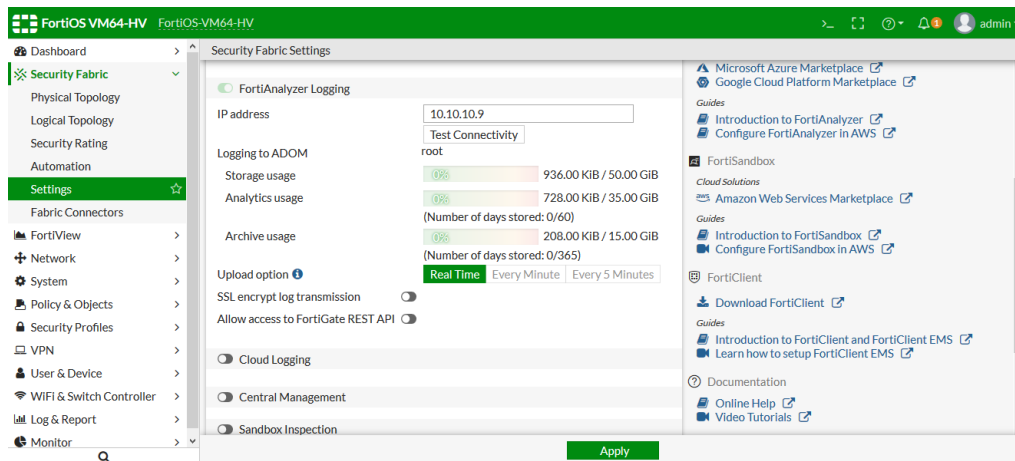 FortiOS VM64-HV FortiOS-VM64-HV
>_
1
admin
Dashboard
Security Fabric
Physical Topology
Logical Topology
Security Rating
Automation
Settings
Fabric Connectors
FortiView
Network
System
Policy & Objects
Security Profiles
VPN
User & Device
WiFi & Switch Controller
Log & Report
Monitor
Security Fabric Settings
FortiAnalyzer Logging
IP address 10.10.10.9
Test Connectivity
Logging to ADOM root
Storage usage 0% 936.00 KiB / 50.00 GiB
Analytics usage 0% 728.00 KiB / 35.00 GiB
(Number of days stored: 0/60)
Archive usage 0% 208.00 KiB / 15.00 GiB
(Number of days stored: 0/365)
Upload option Real Time Every Minute Every 5 Minutes
SSL encrypt log transmission
Allow access to FortiGate REST API
Cloud Logging
Central Management
Sandbox Inspection
Apply
Microsoft Azure Marketplace
Google Cloud Platform Marketplace
Guides
Introduction to FortiAnalyzer
Configure FortiAnalyzer in AWS
FortiSandbox
Cloud Solutions
aws Amazon Web Services Marketplace
Guides
Introduction to FortiSandbox
Configure FortiSandbox in AWS
FortiClient
Download FortiClient
Guides
Introduction to FortiClient and FortiClient EMS
Learn how to setup FortiClient EMS
Documentation
Online Help
Video Tutorials